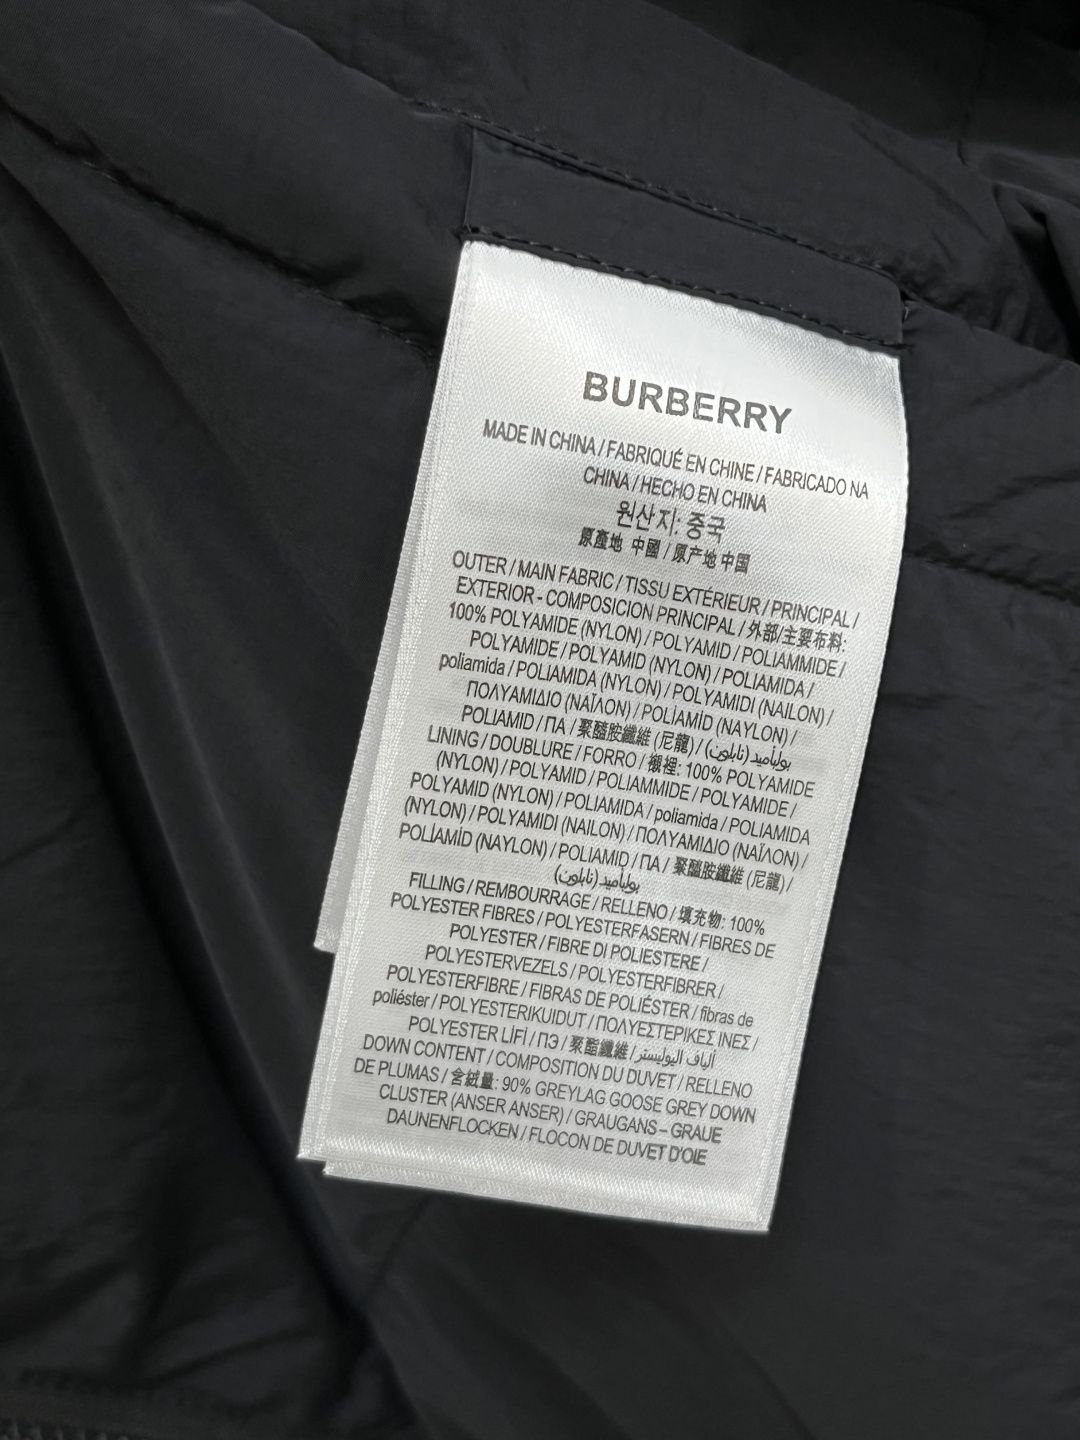 BURBERRY
MADE IN CHINA / FABRIQUÉ EN CHINE / FABRICADO NA
CHINA / HECHO EN CHINA
원산지: 중국
原產地 中國 / 原产地 中国
OUTER / MAIN FABRIC / TISSU EXTÉRIEUR / PRINCIPAL /
EXTERIOR - COMPOSICION PRINCIPAL / 外部/主要布料:
100% POLYAMIDE (NYLON) / POLYAMID / POLIAMMIDE /
POLYAMIDE / POLYAMID (NYLON) / POLIAMIDA /
poliamida / POLIAMIDA (NYLON) / POLYAMIDI (NAILON) /
ΠΟΛΥΑΜΙΔΙΟ (ΝΑΪΛΟΝ) / POLİAMİD (NAYLON) /
POLIAMID / ПА / 聚醯胺纖維 (尼龍) / بولياميد (نايلون)
LINING / DOUBLURE / FORRO / 襯裡: 100% POLYAMIDE
(NYLON) / POLYAMID / POLIAMMIDE / POLYAMIDE /
POLYAMID (NYLON) / POLIAMIDA / poliamida / POLIAMIDA
(NYLON) / POLYAMIDI (NAILON) / ΠΟΛΥΑΜΙΔΙΟ (ΝΑΪΛΟΝ) /
POLİAMİD (NAYLON) / POLIAMID / ПА / 聚醯胺纖維 (尼龍) /
بولياميد (نايلون)
FILLING / REMBOURRAGE / RELLENO / 填充物: 100%
POLYESTER FIBRES / POLYESTERFASERN / FIBRES DE
POLYESTER / FIBRE DI POLIESTERE /
POLYESTERVEZELS / POLYESTERFIBRER /
POLYESTERFIBRE / FIBRAS DE POLIÉSTER / fibras de
poliéster / POLYESTERIKUIDUT / ΠΟΛΥΕΣΤΕΡΙΚΕΣ ΙΝΕΣ /
POLYESTER LİFİ / ПЭ / 聚酯纖維 / ألياف البوليستر
DOWN CONTENT / COMPOSITION DU DUVET / RELLENO
DE PLUMAS / 含絨量: 90% GREYLAG GOOSE GREY DOWN
CLUSTER (ANSER ANSER) / GRAUGANS – GRAUE
DAUNENFLOCKEN / FLOCON DE DUVET D'OIE